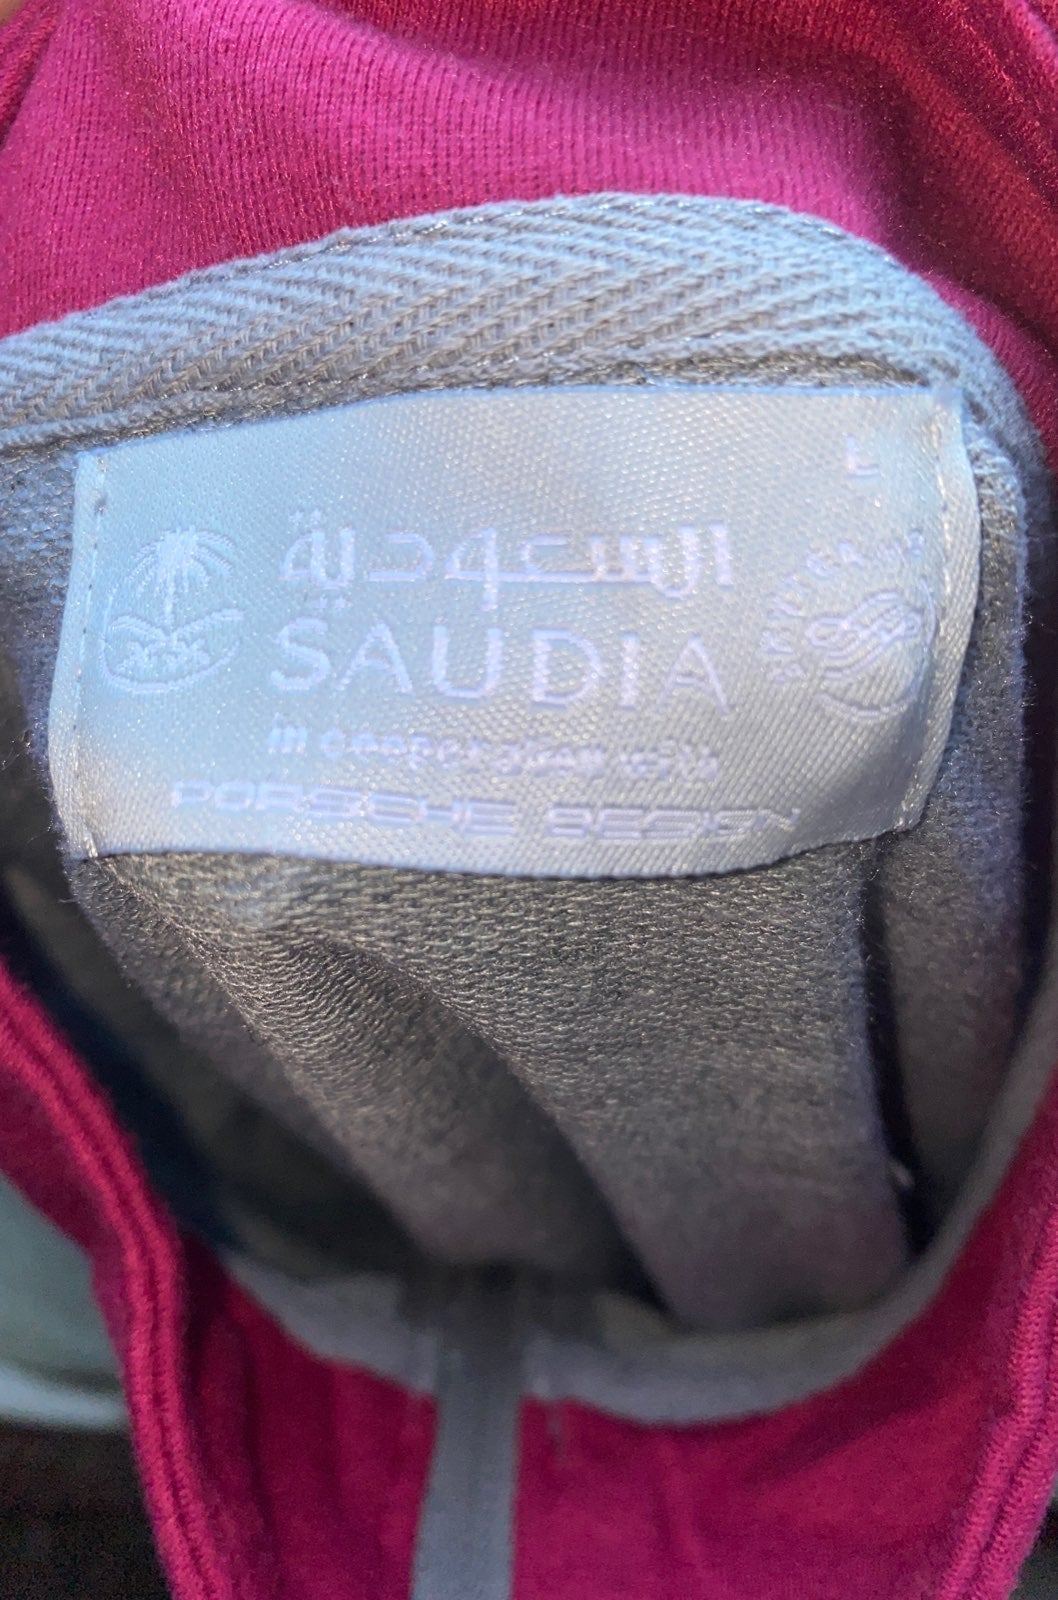 L
السعودية
SAUDIA
in cooperation with
PORSCHE DESIGN